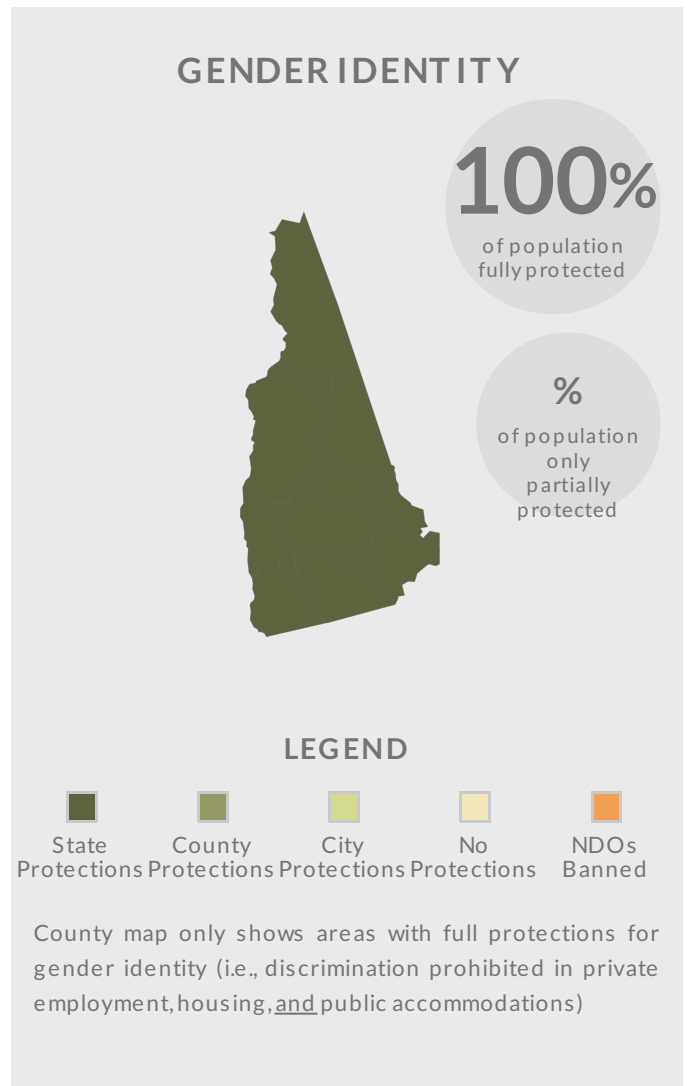 GENDER IDENTITY
100%
of population
fully protected
%
of population
only
partially
protected
LEGEND
State
Protections
County
Protections
City
Protections
No
Protections
NDOs
Banned
County map only shows areas with full protections for
gender identity (i.e., discrimination prohibited in private
employment, housing, and public accommodations)